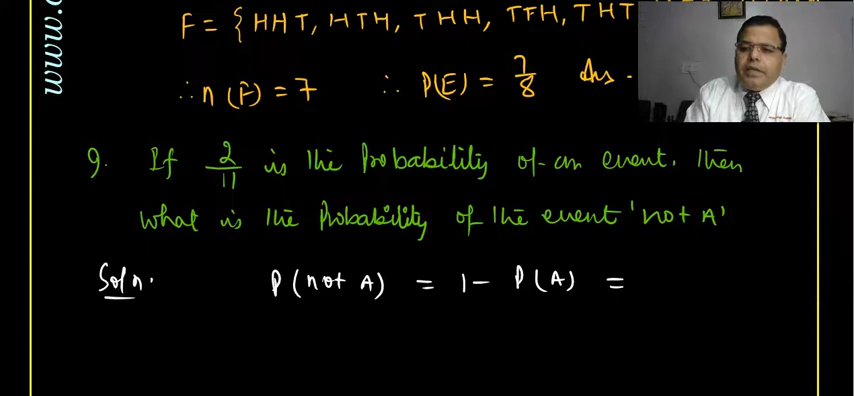 www.
F = { HHT, HTH, THH, TFH, THT
∴ n (F) = 7 ∴ P(E) = 7/8 Ans.
9. If 2/11 is the Probability of an event, then
what is the Probability of the event 'not A'
Soln. P(not A) = 1 - P(A) =